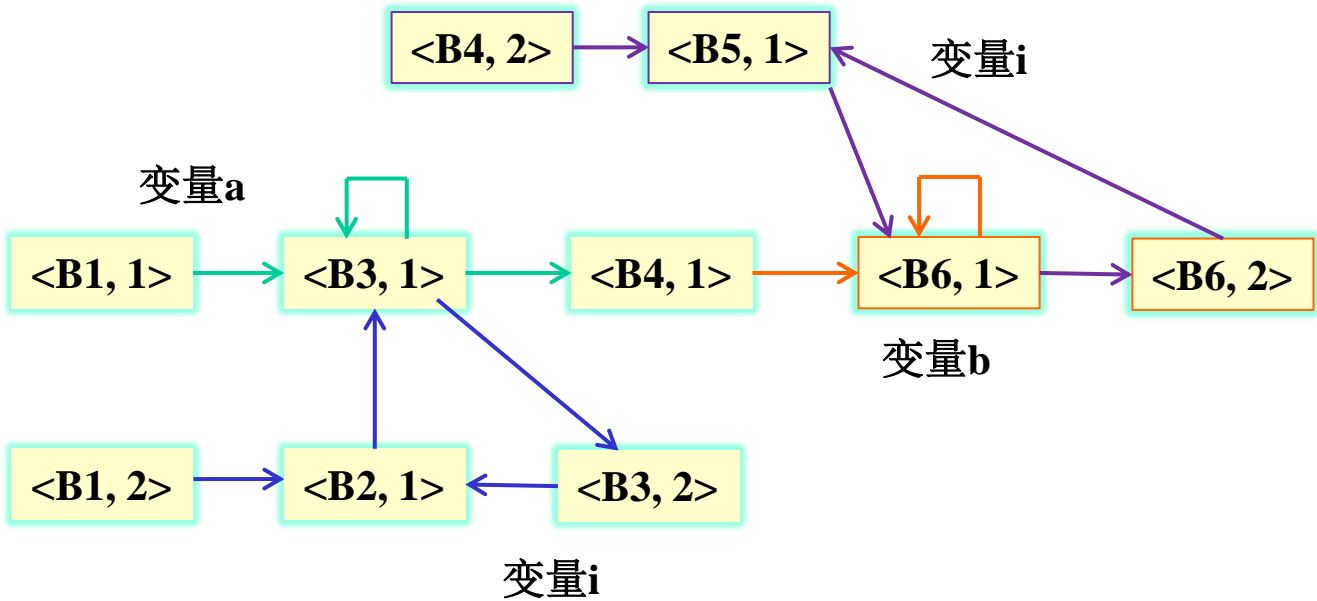 <B4, 2>
<B5, 1>
变量i
变量a
<B1, 1>
<B3, 1>
<B4, 1>
<B6, 1>
<B6, 2>
变量b
<B1, 2>
<B2, 1>
<B3, 2>
变量i